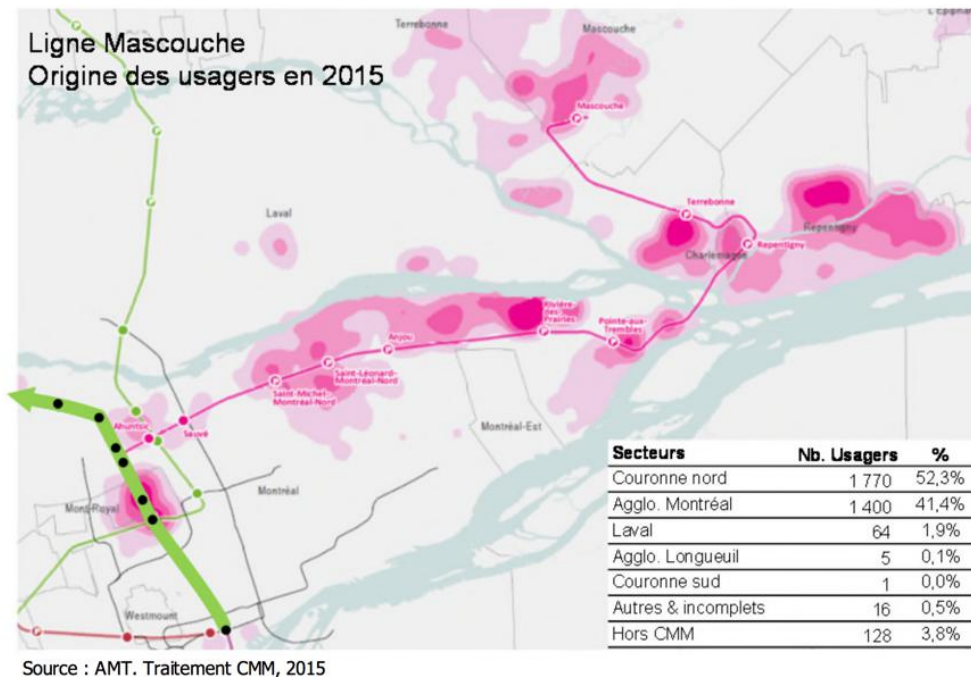 Ligne Mascouche
Origine des usagers en 2015
Terrebonne
Mascouche
L'Épiphanie
Mascouche
Laval
Terrebonne
Repentigny
Charlemagne
Repentigny
Rivière-
des-
Prairies
Pointe-aux-
Trembles
Anjou
Saint-Léonard-
Montréal-Nord
Saint-Michel-
Montréal-Nord
Ahuntsic
Sauvé
Montréal-Est
Mont-Royal
Montréal
Westmount
Secteurs Nb. Usagers %
Couronne nord 1 770 52,3%
Agglo. Montréal 1 400 41,4%
Laval 64 1,9%
Agglo. Longueuil 5 0,1%
Couronne sud 1 0,0%
Autres & incomplets 16 0,5%
Hors CMM 128 3,8%
Source : AMT. Traitement CMM, 2015